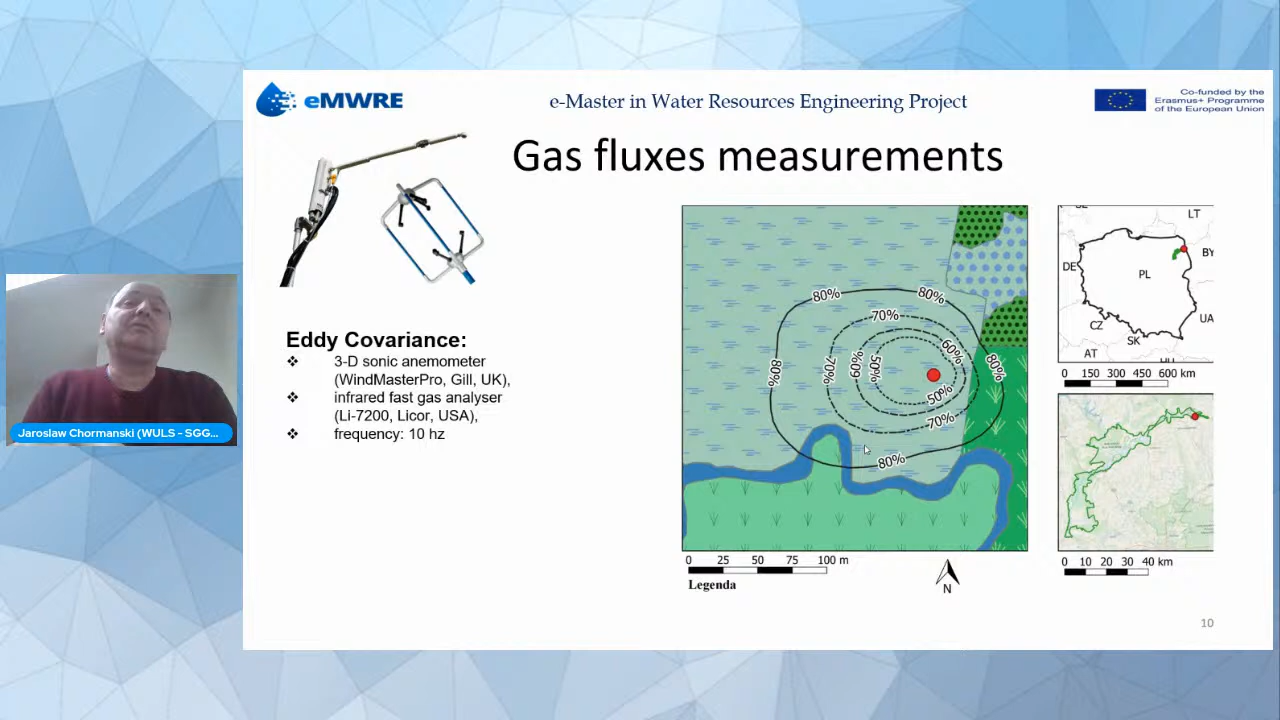 eMWRE
e-Master in Water Resources Engineering Project
Co-funded by the
Erasmus+ Programme
of the European Union
Gas fluxes measurements
Eddy Covariance:
❖ 3-D sonic anemometer
(WindMasterPro, Gill, UK),
❖ infrared fast gas analyser
(Li-7200, Licor, USA),
❖ frequency: 10 hz
80%
80%
70%
60%
80%
70%
60%
50%
80%
50%
70%
80%
0 25 50 75 100 m
Legenda
N
LT
BY
DE
PL
UA
CZ
SK
AT
HU
0 150 300 450 600 km
0 10 20 30 40 km
10
Jaroslaw Chormanski (WULS – SGG...